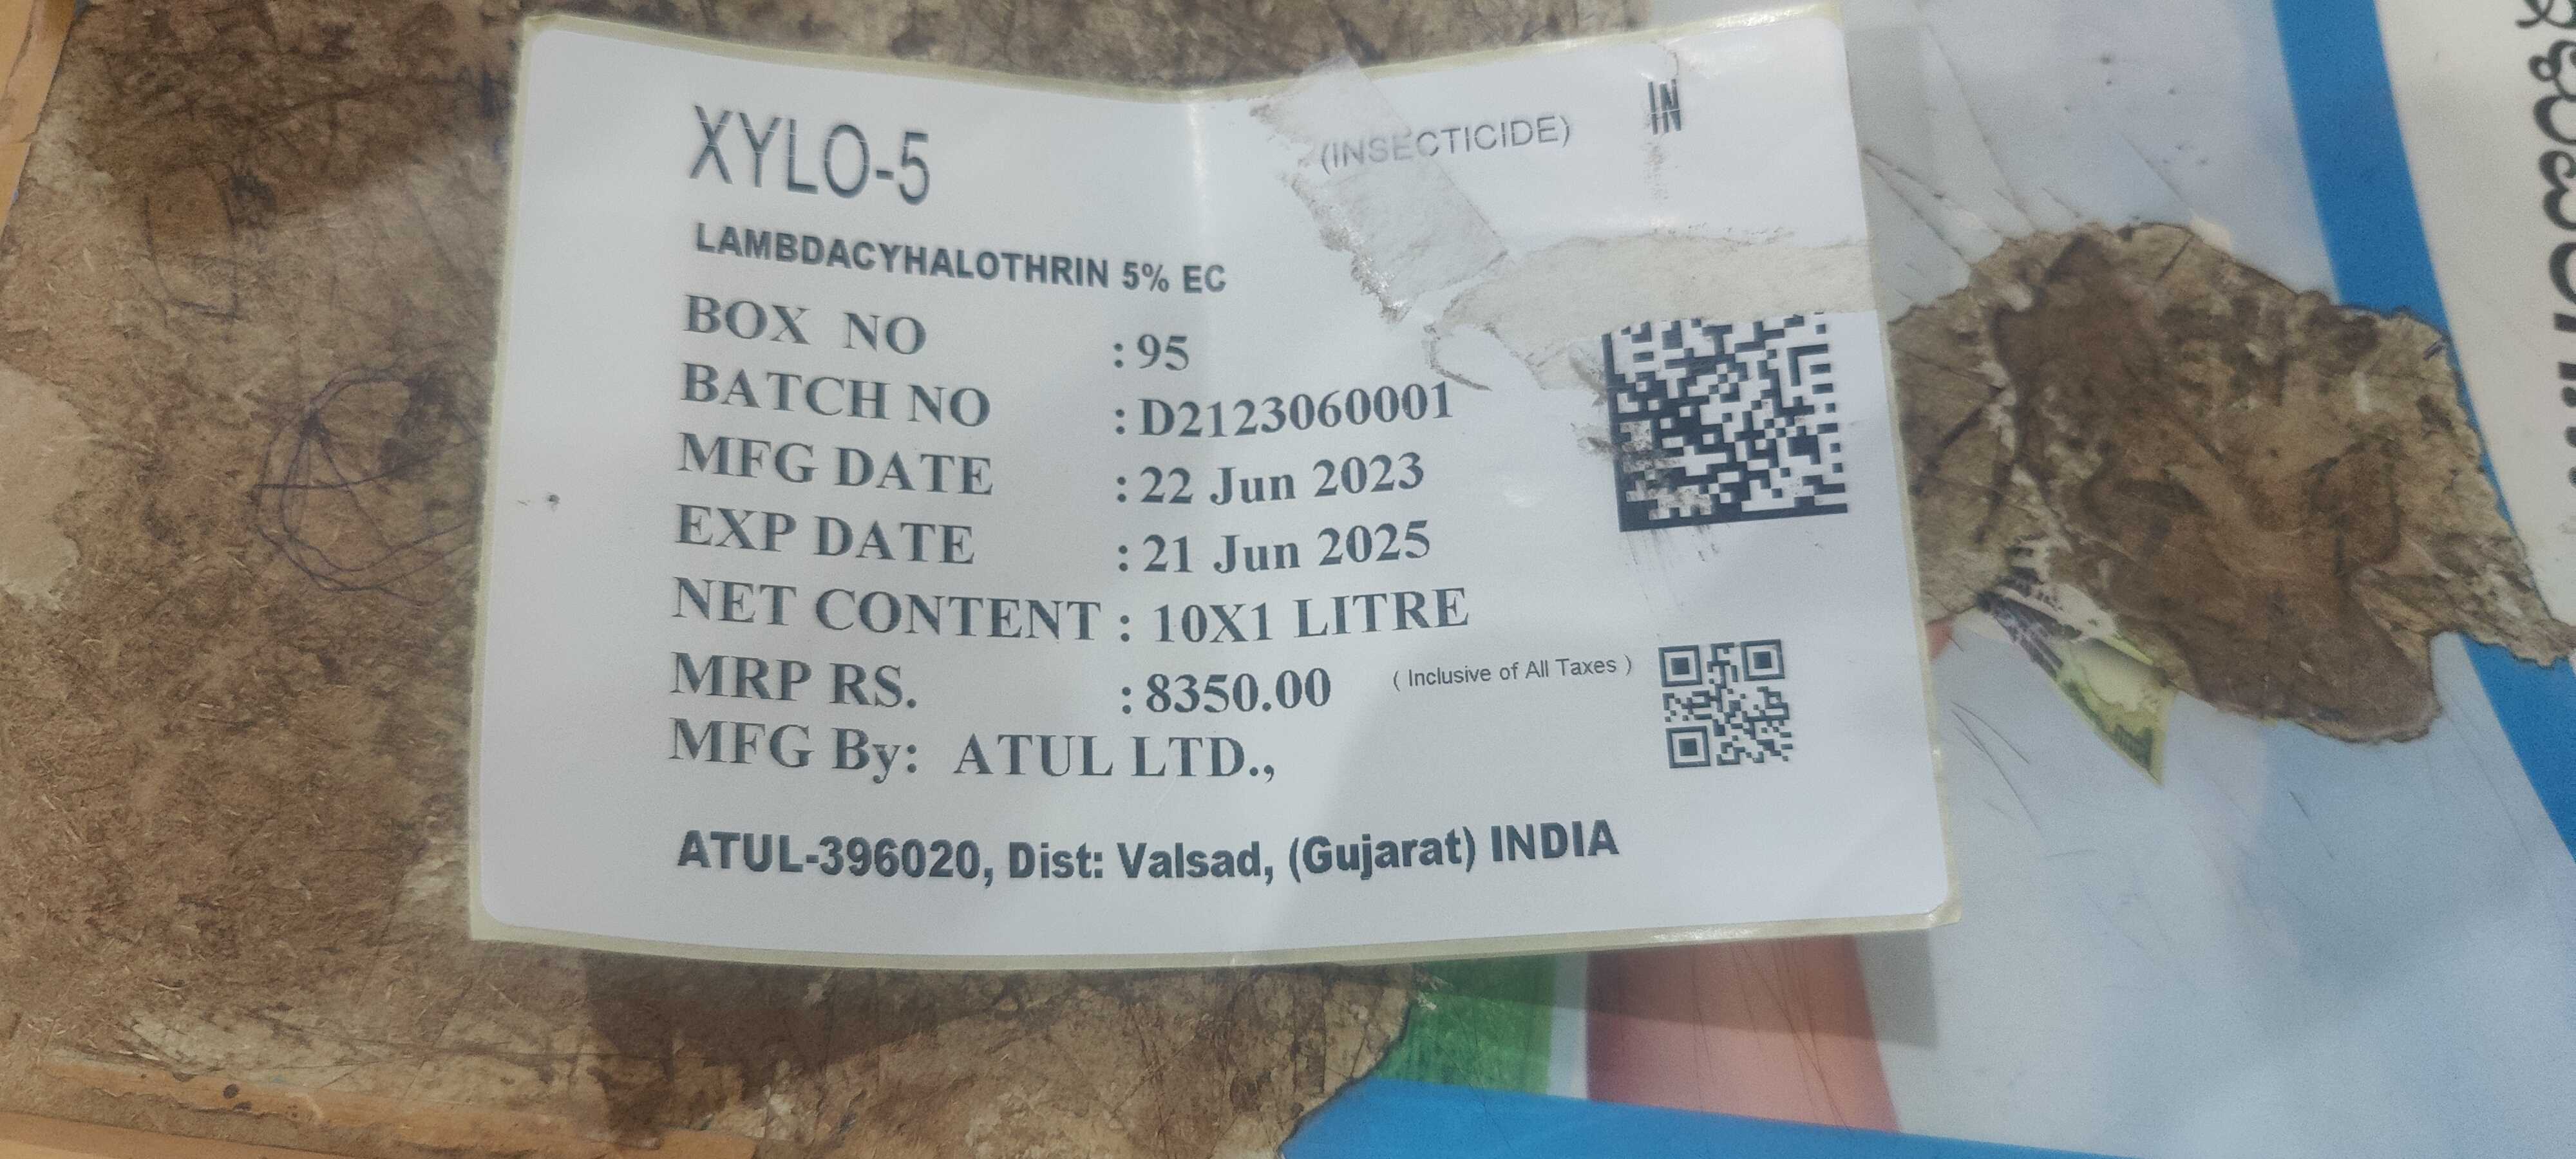 XYLO-5 (INSECTICIDE) IN
LAMBDACYHALOTHRIN 5% EC
BOX NO : 95
BATCH NO : D2123060001
MFG DATE : 22 Jun 2023
EXP DATE : 21 Jun 2025
NET CONTENT : 10X1 LITRE
MRP RS. : 8350.00 ( Inclusive of All Taxes )
MFG By: ATUL LTD.,
ATUL-396020, Dist: Valsad, (Gujarat) INDIA